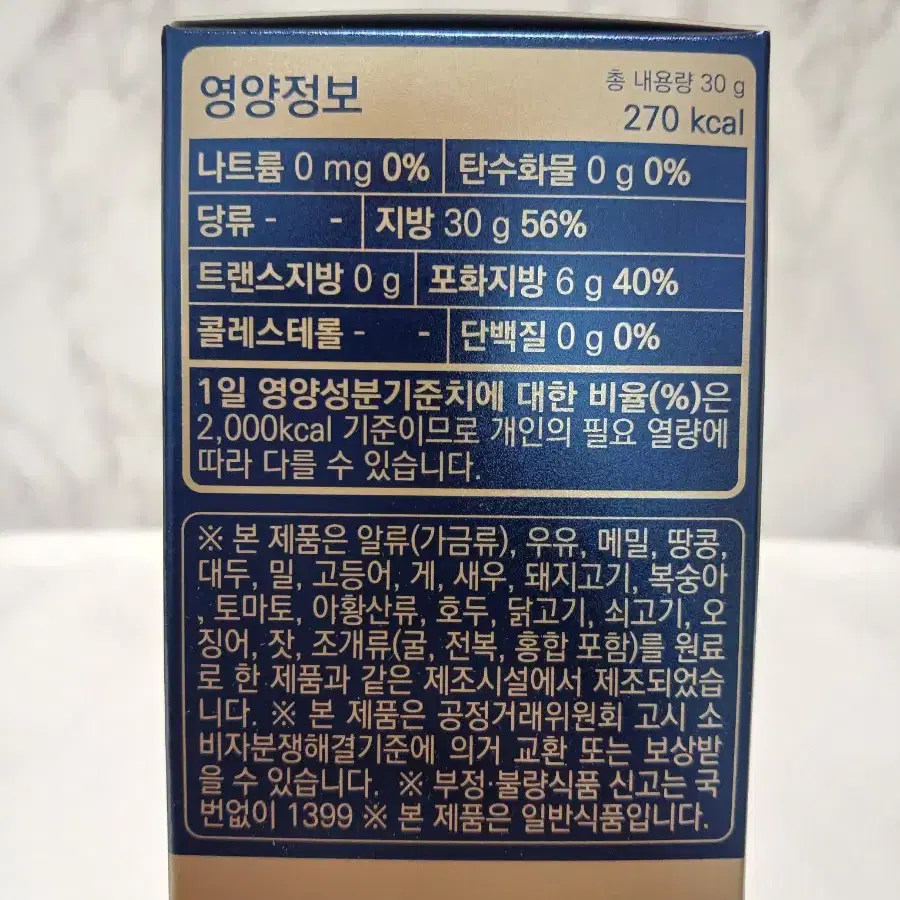 영양정보
총 내용량 30 g
270 kcal
나트륨 0 mg 0% 탄수화물 0 g 0%
당류 - - 지방 30 g 56%
트랜스지방 0 g 포화지방 6 g 40%
콜레스테롤 - - 단백질 0 g 0%
1일 영양성분기준치에 대한 비율(%)은
2,000kcal 기준이므로 개인의 필요 열량에
따라 다를 수 있습니다.
※ 본 제품은 알류(가금류), 우유, 메밀, 땅콩,
대두, 밀, 고등어, 게, 새우, 돼지고기, 복숭아
, 토마토, 아황산류, 호두, 닭고기, 쇠고기, 오
징어, 잣, 조개류(굴, 전복, 홍합 포함)를 원료
로 한 제품과 같은 제조시설에서 제조되었습
니다. ※ 본 제품은 공정거래위원회 고시 소
비자분쟁해결기준에 의거 교환 또는 보상받
을 수 있습니다. ※ 부정·불량식품 신고는 국
번없이 1399 ※ 본 제품은 일반식품입니다.